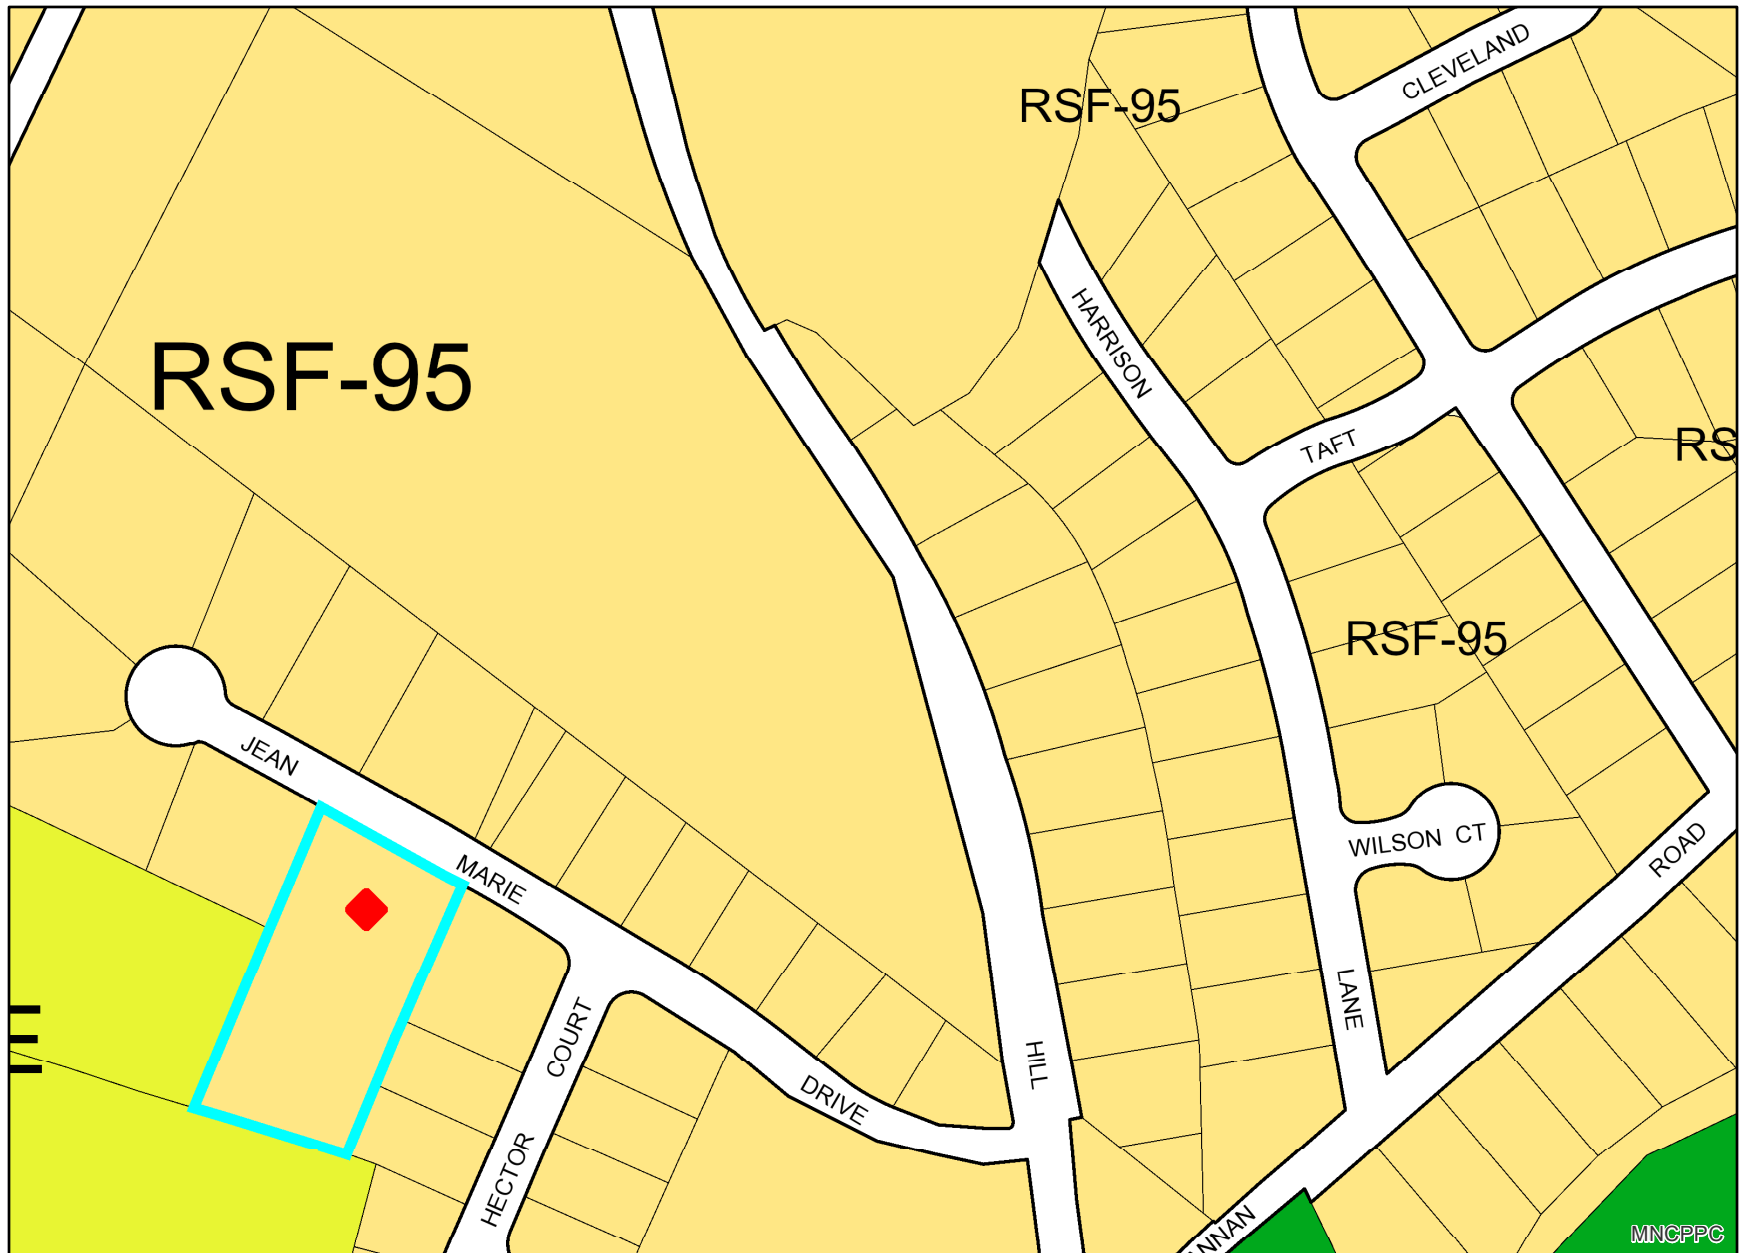 CLEVELAND
RSF-95
HARRISON
RSF-95
TAFT
RS
RSF-95
JEAN
WILSON CT
ROAD
MARIE
LANE
COURT
HILL
DRIVE
HECTOR
NNAN
MNCPPC